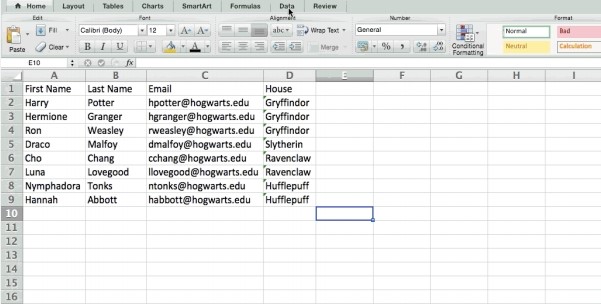 Home Layout Tables Charts SmartArt Formulas Data Review
Edit Font Alignment Number Format
Fill Calibri (Body) 12 A A abc Wrap Text General Normal Bad
Paste Clear B I U A Merge % , Conditional Formatting Neutral Calculation
E10 fx
A B C D E F G H I
1 First Name Last Name Email House
2 Harry Potter hpotter@hogwarts.edu Gryffindor
3 Hermione Granger hgranger@hogwarts.edu Gryffindor
4 Ron Weasley rweasley@hogwarts.edu Gryffindor
5 Draco Malfoy dmalfoy@hogwarts.edu Slytherin
6 Cho Chang cchang@hogwarts.edu Ravenclaw
7 Luna Lovegood llovegood@hogwarts.edu Ravenclaw
8 Nymphadora Tonks ntonks@hogwarts.edu Hufflepuff
9 Hannah Abbott habbott@hogwarts.edu Hufflepuff
10
11
12
13
14
15
16